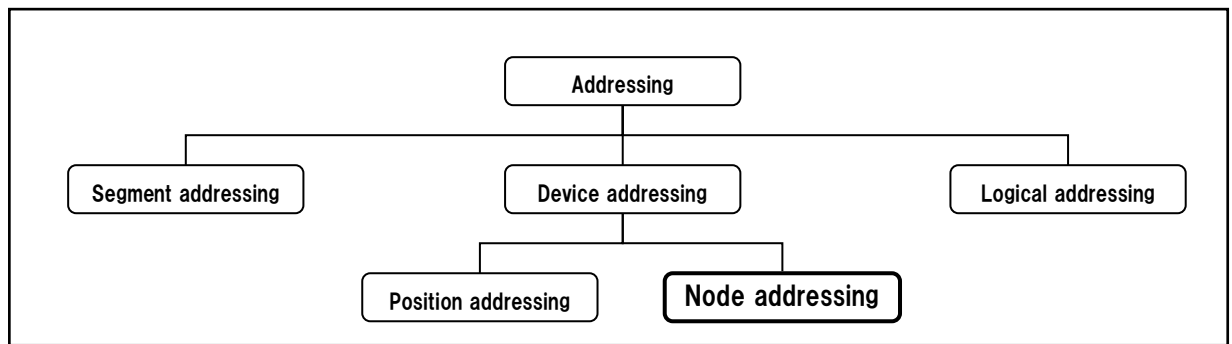 Addressing
Segment addressing
Device addressing
Logical addressing
Position addressing
Node addressing